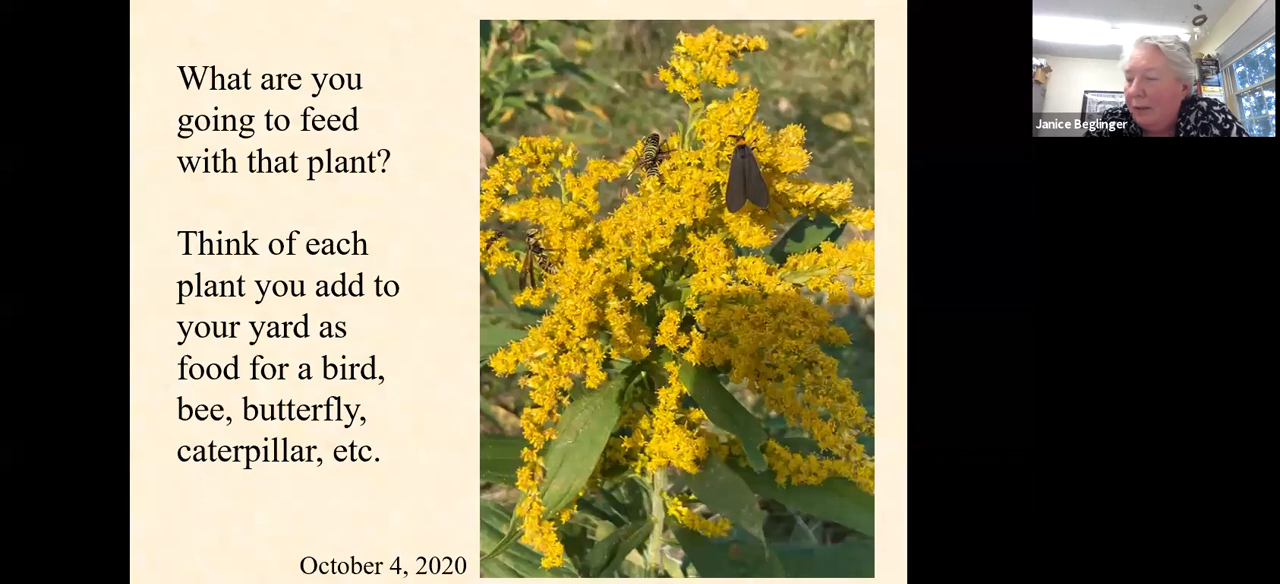 What are you
going to feed
with that plant?
Think of each
plant you add to
your yard as
food for a bird,
bee, butterfly,
caterpillar, etc.
October 4, 2020
Janice Beglinger